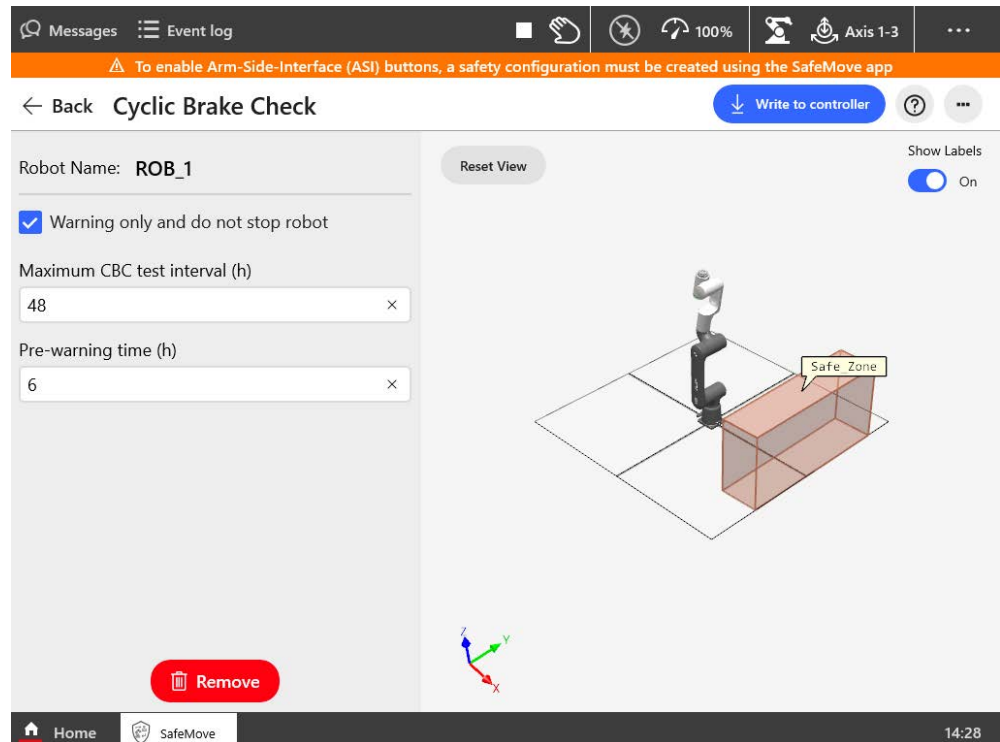 Messages Event log 100% Axis 1-3 ...
To enable Arm-Side-Interface (ASI) buttons, a safety configuration must be created using the SafeMove app
← Back Cyclic Brake Check Write to controller ? ...
Robot Name: ROB_1
Reset View
Show Labels
On
Warning only and do not stop robot
Maximum CBC test interval (h)
48 ×
Pre-warning time (h)
6 ×
Safe_Zone
Z
Y
X
Remove
Home SafeMove 14:28